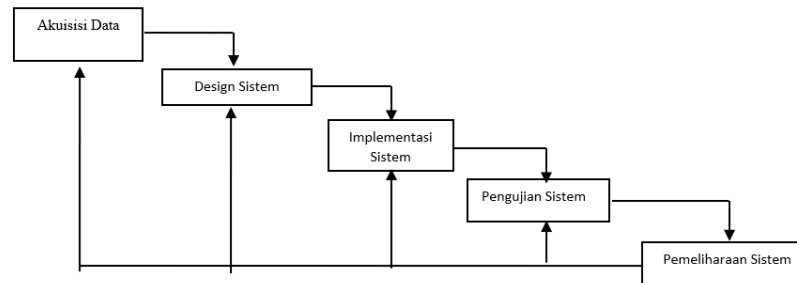 Akuisisi Data
Design Sistem
Implementasi
Sistem
Pengujian Sistem
Pemeliharaan Sistem